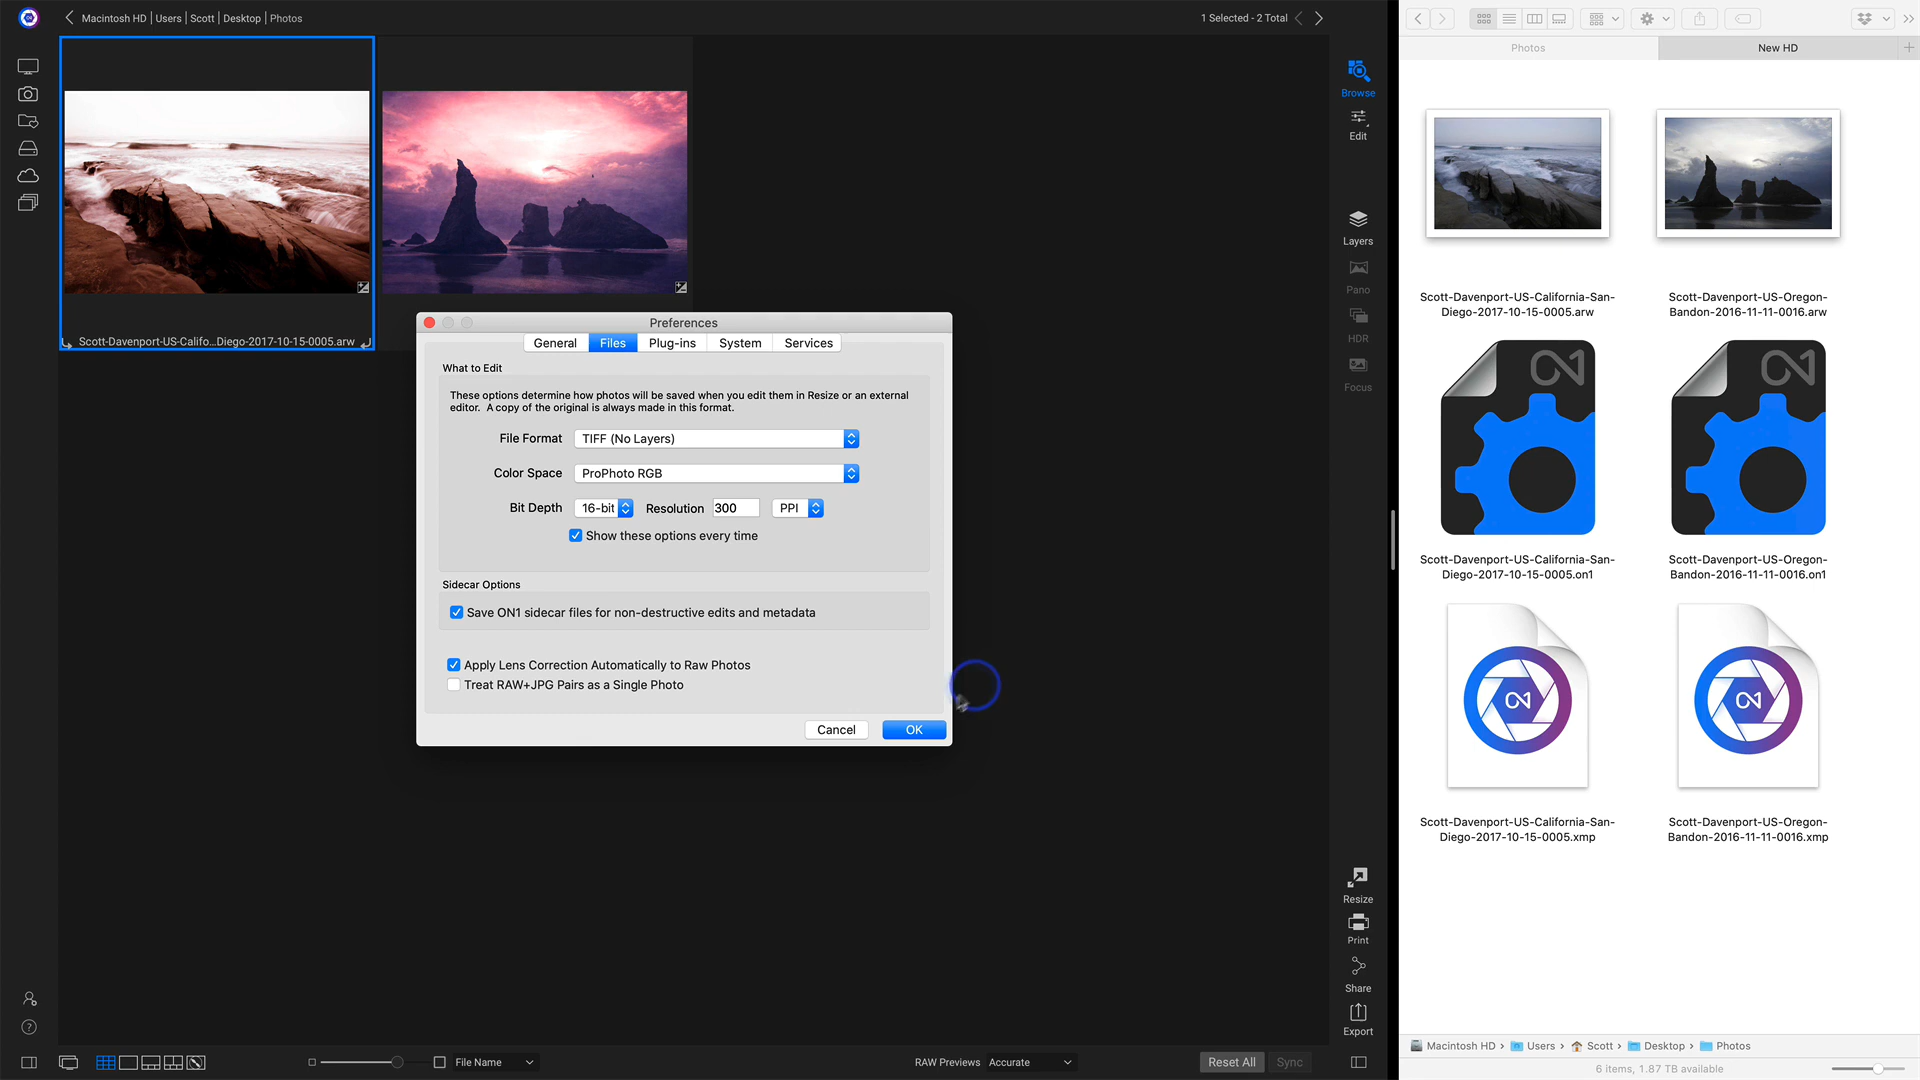 Macintosh HD | Users | Scott | Desktop | Photos
1 Selected - 2 Total
Scott-Davenport-US-Califo...Diego-2017-10-15-0005.arw
Preferences
General Files Plug-ins System Services
What to Edit
These options determine how photos will be saved when you edit them in Resize or an external
editor. A copy of the original is always made in this format.
File Format TIFF (No Layers)
Color Space ProPhoto RGB
Bit Depth 16-bit Resolution 300 PPI
Show these options every time
Sidecar Options
Save ON1 sidecar files for non-destructive edits and metadata
Apply Lens Correction Automatically to Raw Photos
Treat RAW+JPG Pairs as a Single Photo
Cancel OK
Browse
Edit
Layers
Pano
HDR
Focus
Resize
Print
Share
Export
File Name
RAW Previews Accurate
Reset All Sync
Photos New HD
Scott-Davenport-US-California-San-
Diego-2017-10-15-0005.arw
Scott-Davenport-US-Oregon-
Bandon-2016-11-11-0016.arw
Scott-Davenport-US-California-San-
Diego-2017-10-15-0005.on1
Scott-Davenport-US-Oregon-
Bandon-2016-11-11-0016.on1
Scott-Davenport-US-California-San-
Diego-2017-10-15-0005.xmp
Scott-Davenport-US-Oregon-
Bandon-2016-11-11-0016.xmp
Macintosh HD › Users › Scott › Desktop › Photos
6 items, 1.87 TB available